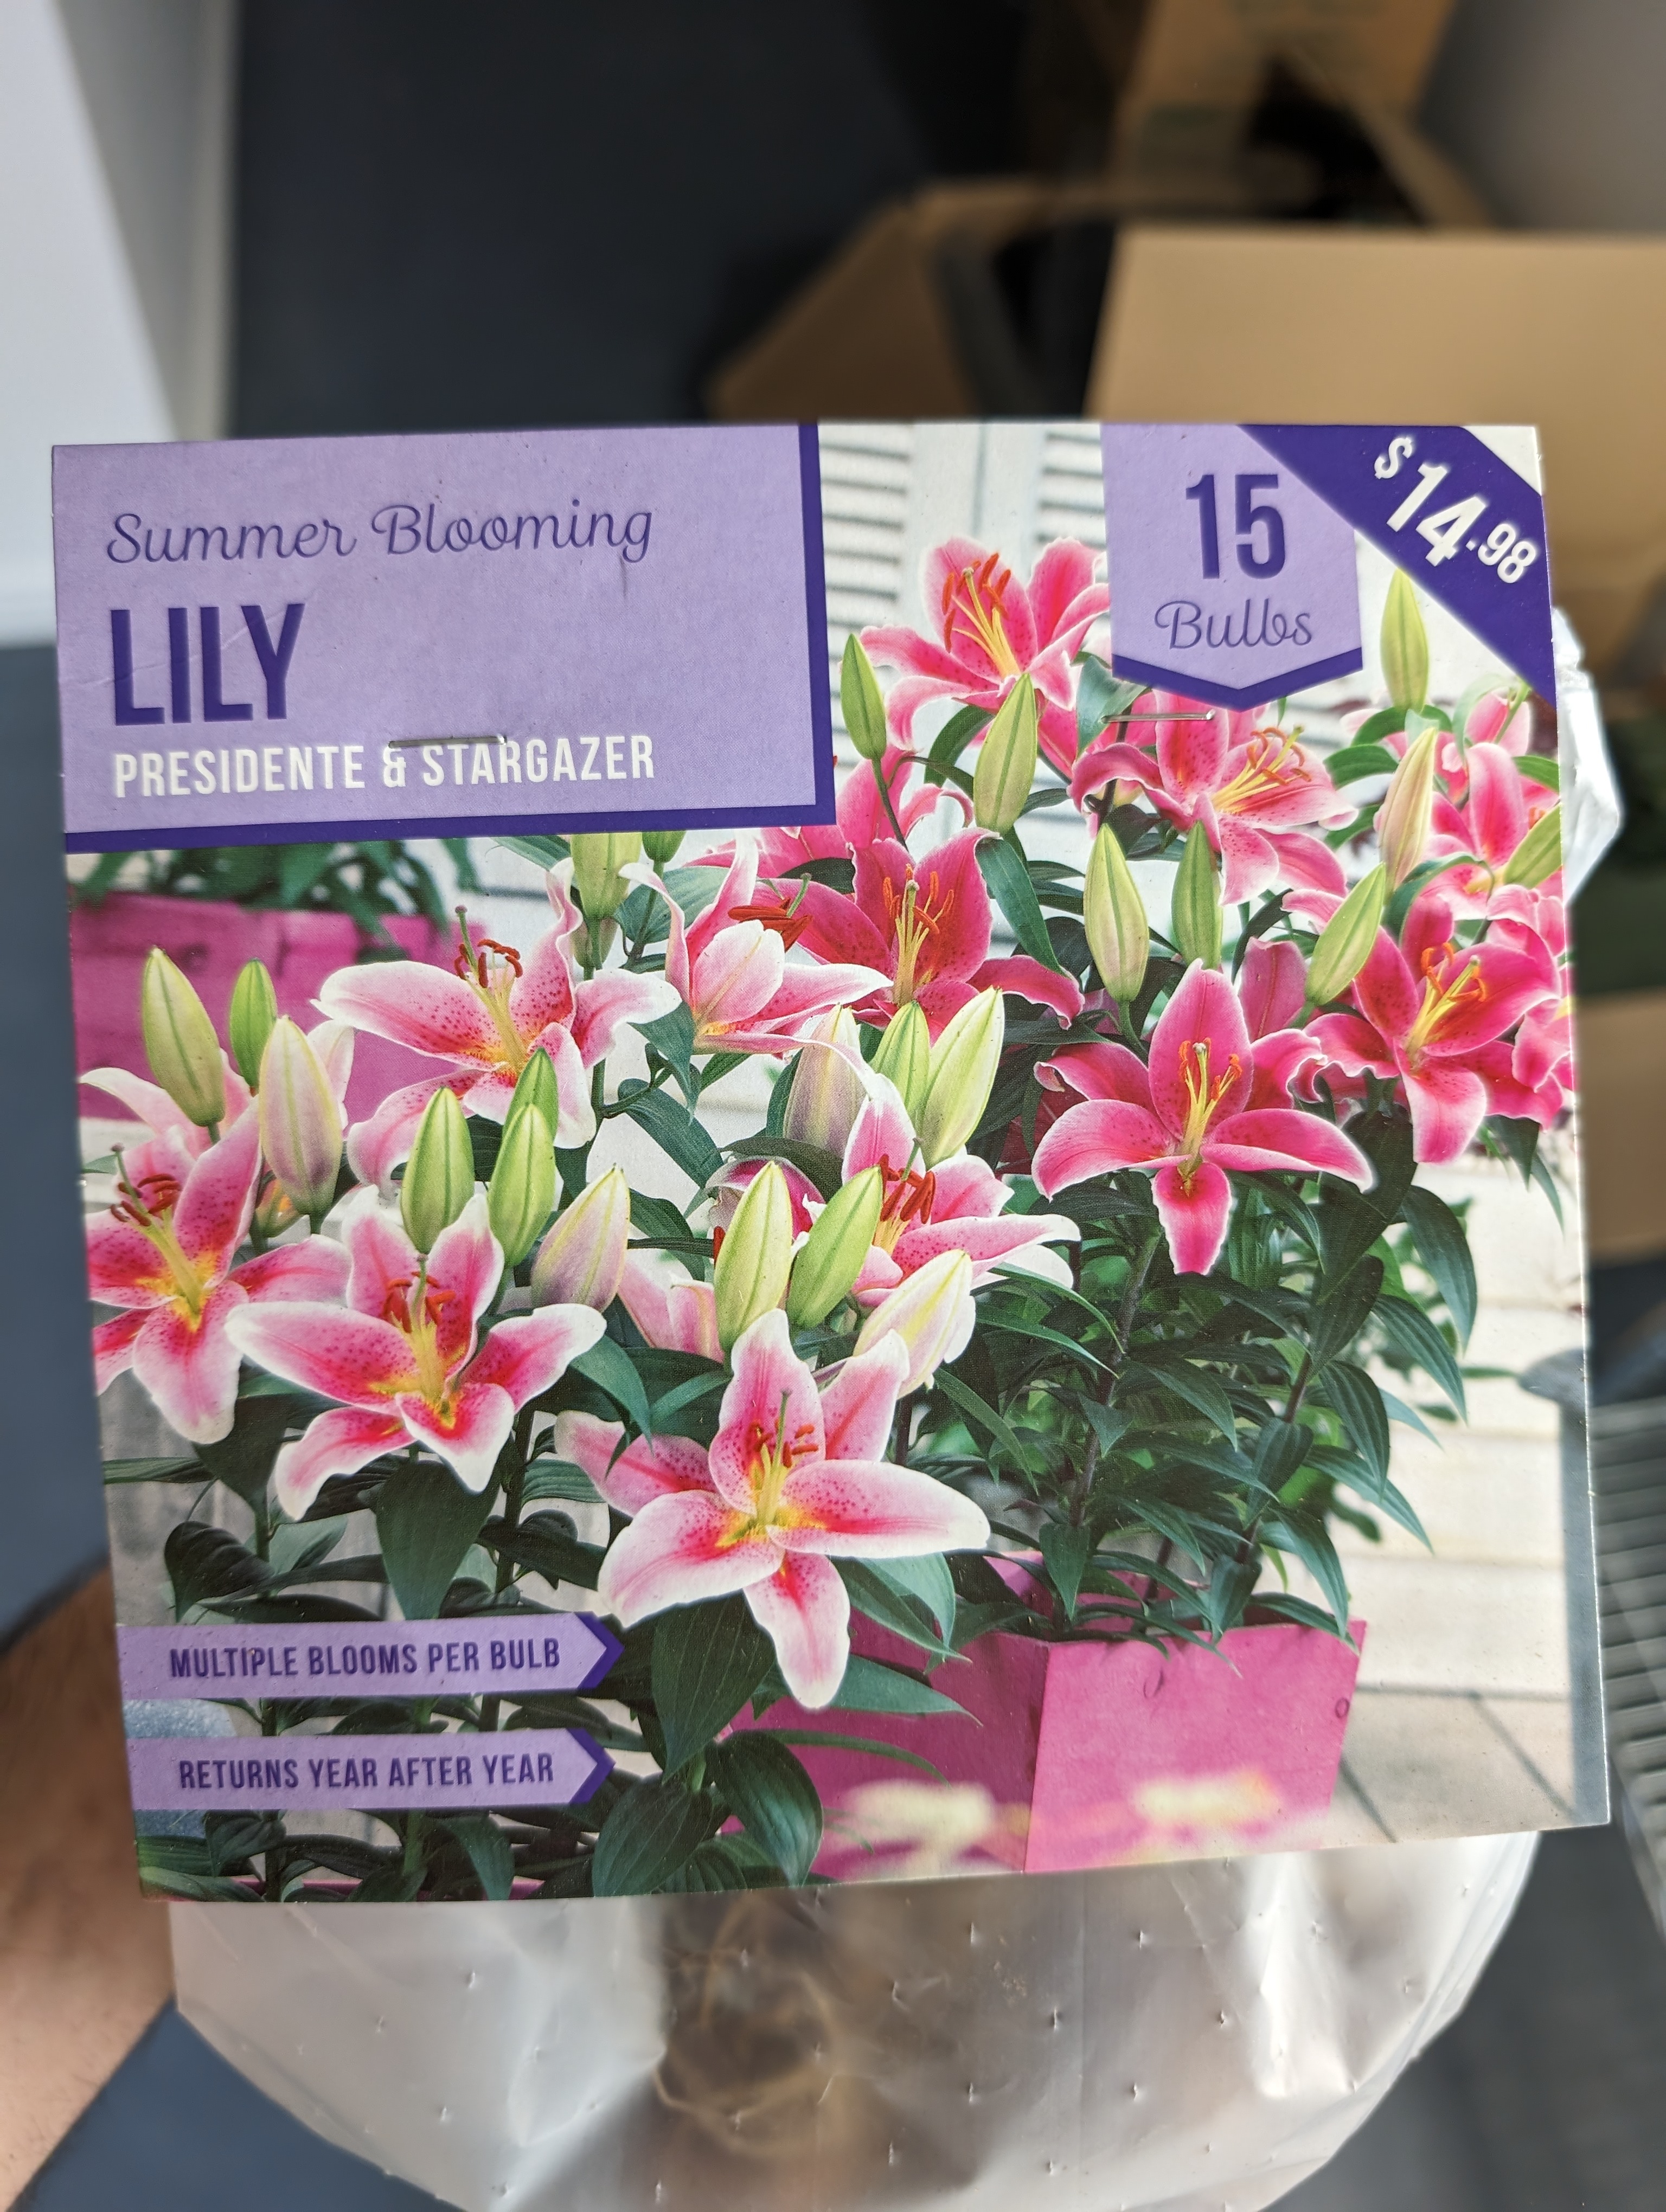 Summer Blooming
LILY
PRESIDENTE & STARGAZER
15
Bulbs
$14.98
MULTIPLE BLOOMS PER BULB
RETURNS YEAR AFTER YEAR